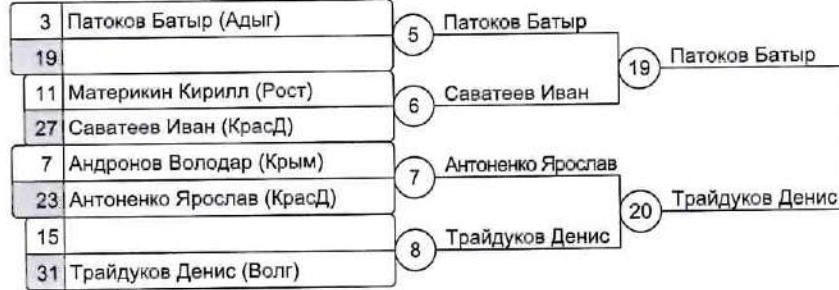 3 Патоков Батыр (Адыг)
19
11 Материкин Кирилл (Рост)
27 Саватеев Иван (КрасД)
7 Андронов Володар (Крым)
23 Антоненко Ярослав (КрасД)
15
31 Трайдуков Денис (Волг)
5 Патоков Батыр
6 Саватеев Иван
7 Антоненко Ярослав
8 Трайдуков Денис
19 Патоков Батыр
20 Трайдуков Денис